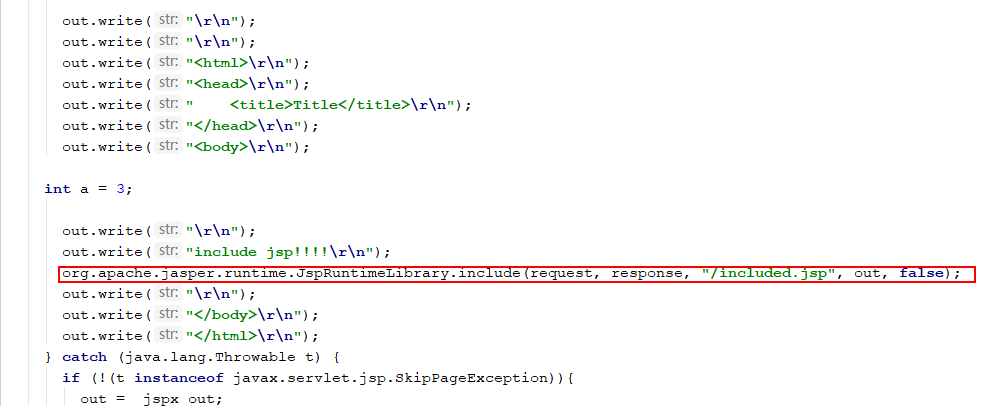 out.write( str: "\r\n");
out.write( str: "\r\n");
out.write( str: "<html>\r\n");
out.write( str: "<head>\r\n");
out.write( str: "    <title>Title</title>\r\n");
out.write( str: "</head>\r\n");
out.write( str: "<body>\r\n");
int a = 3;
out.write( str: "\r\n");
out.write( str: "include jsp!!!!\r\n");
org.apache.jasper.runtime.JspRuntimeLibrary.include(request, response, "/included.jsp", out, false);
out.write( str: "\r\n");
out.write( str: "</body>\r\n");
out.write( str: "</html>\r\n");
} catch (java.lang.Throwable t) {
if (!(t instanceof javax.servlet.jsp.SkipPageException)){
out = _jspx_out;